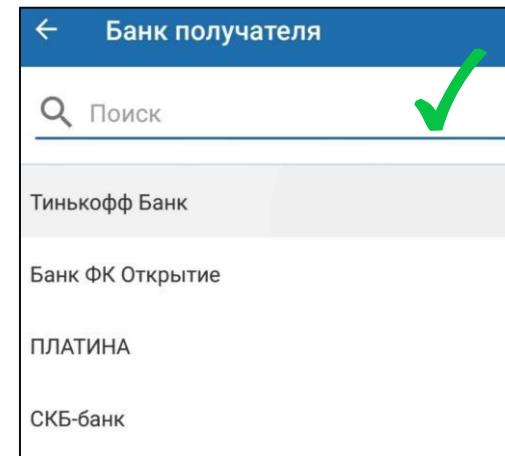 Банк получателя
Поиск
Тинькофф Банк
Банк ФК Открытие
ПЛАТИНА
СКБ-банк